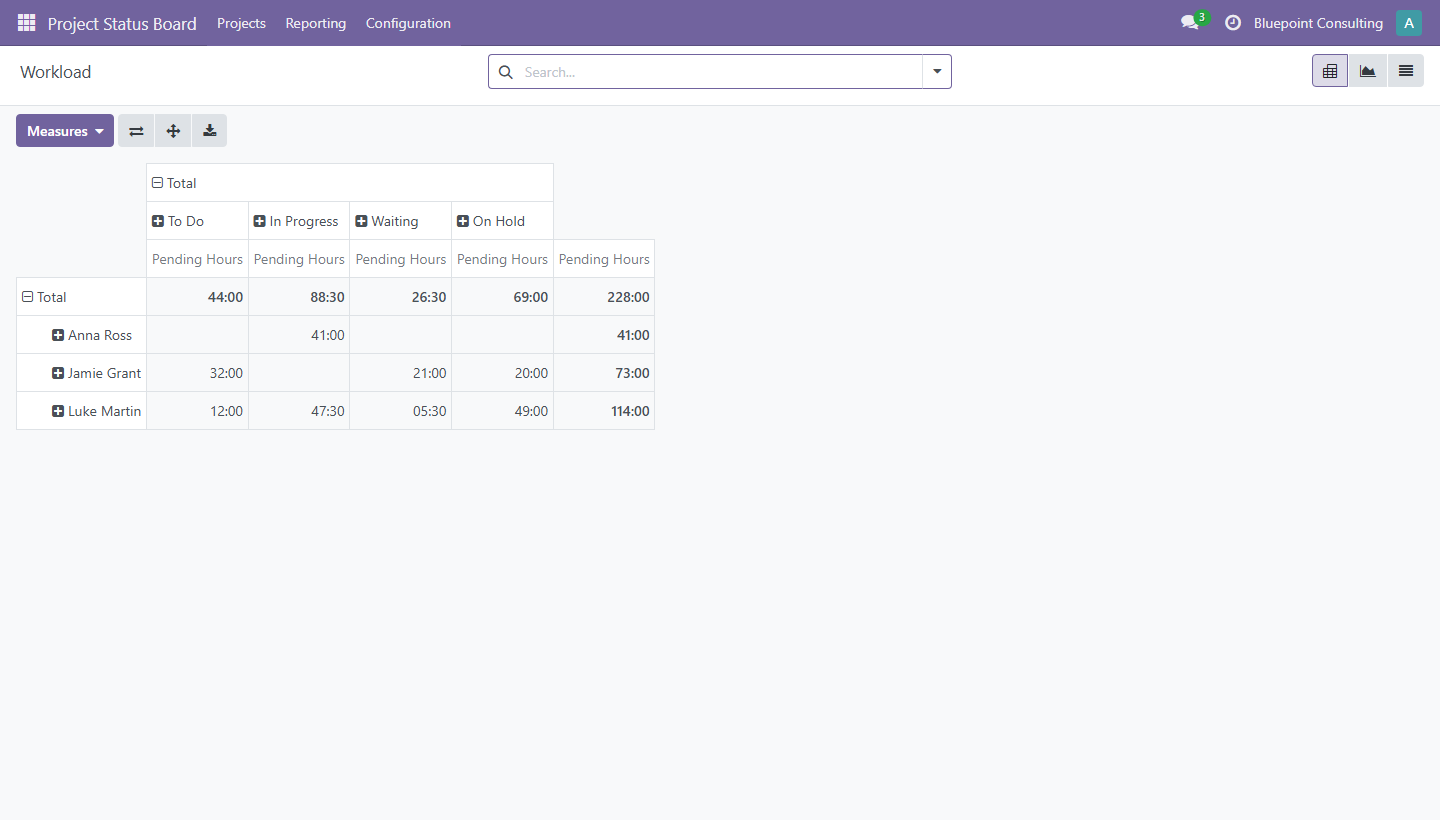 Project Status Board Projects Reporting Configuration 3 Bluepoint Consulting A
Workload Search...
Measures
Total
To Do In Progress Waiting On Hold
Pending Hours Pending Hours Pending Hours Pending Hours Pending Hours
Total 44:00 88:30 26:30 69:00 228:00
Anna Ross 41:00 41:00
Jamie Grant 32:00 21:00 20:00 73:00
Luke Martin 12:00 47:30 05:30 49:00 114:00